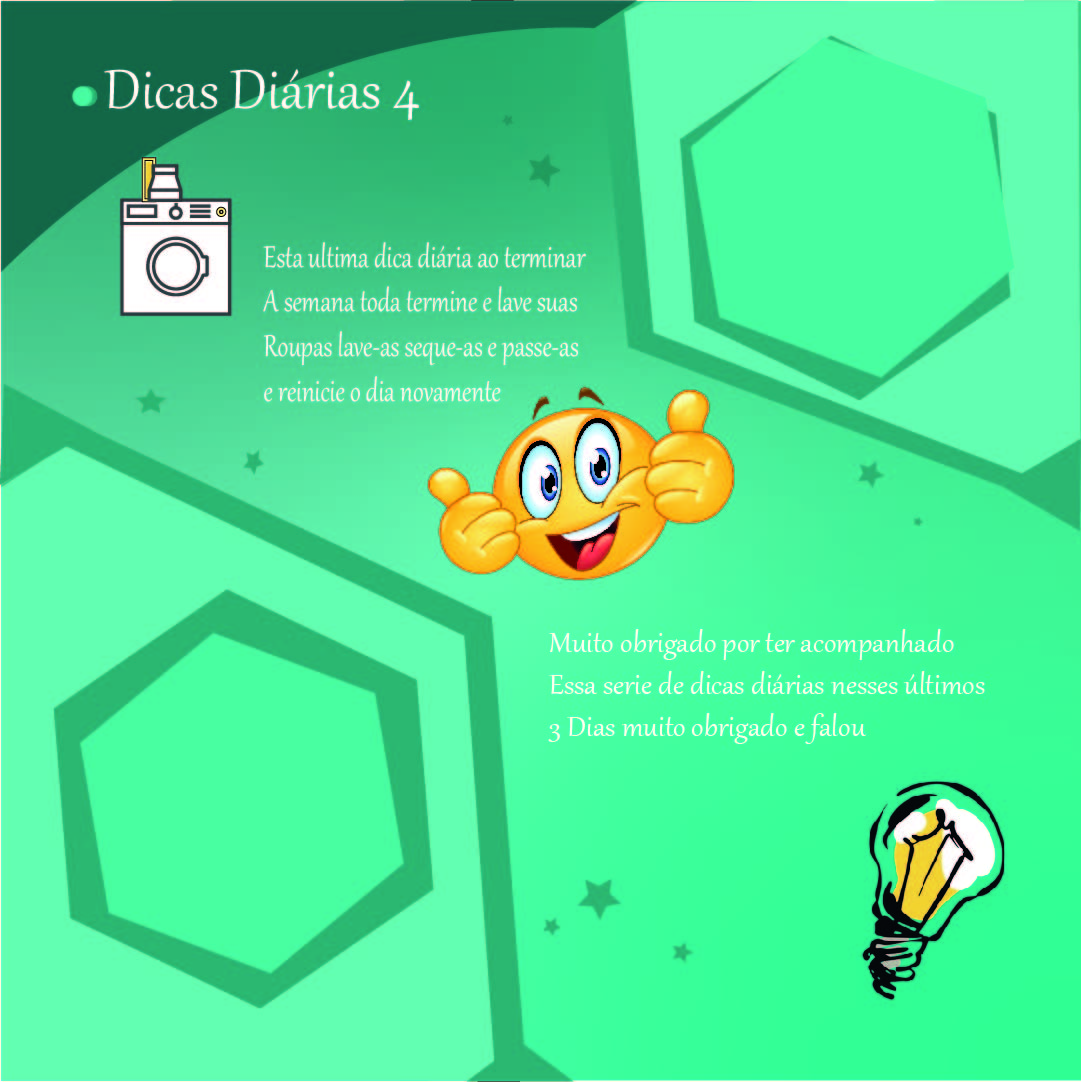 Dicas Diárias 4
Esta ultima dica diária ao terminar
A semana toda termine e lave suas
Roupas lave-as seque-as e passe-as
e reinicie o dia novamente
Muito obrigado por ter acompanhado
Essa serie de dicas diárias nesses últimos
3 Dias muito obrigado e falou